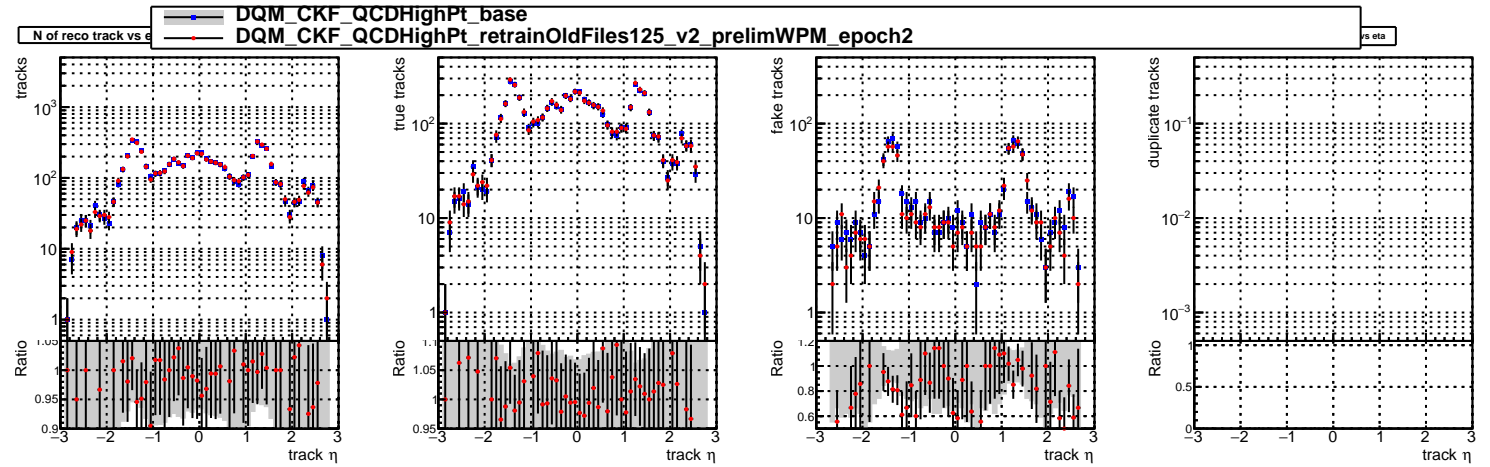 DQM_CKF_QCDHighPt_base
DQM_CKF_QCDHighPt_retrainOldFiles125_v2_prelimWPM_epoch2
N of reco track vs e
vs eta
tracks
10³
10²
10
1
Ratio
1.05
1
0.95
0.9
−3 −2 −1 0 1 2 3
track η
true tracks
10²
10
1
Ratio
1.1
1.05
1
0.95
−3 −2 −1 0 1 2 3
track η
fake tracks
10²
10
1
Ratio
1.2
1
0.8
0.6
−3 −2 −1 0 1 2 3
track η
duplicate tracks
10⁻¹
10⁻²
10⁻³
Ratio
1
0.5
0
−3 −2 −1 0 1 2 3
track η